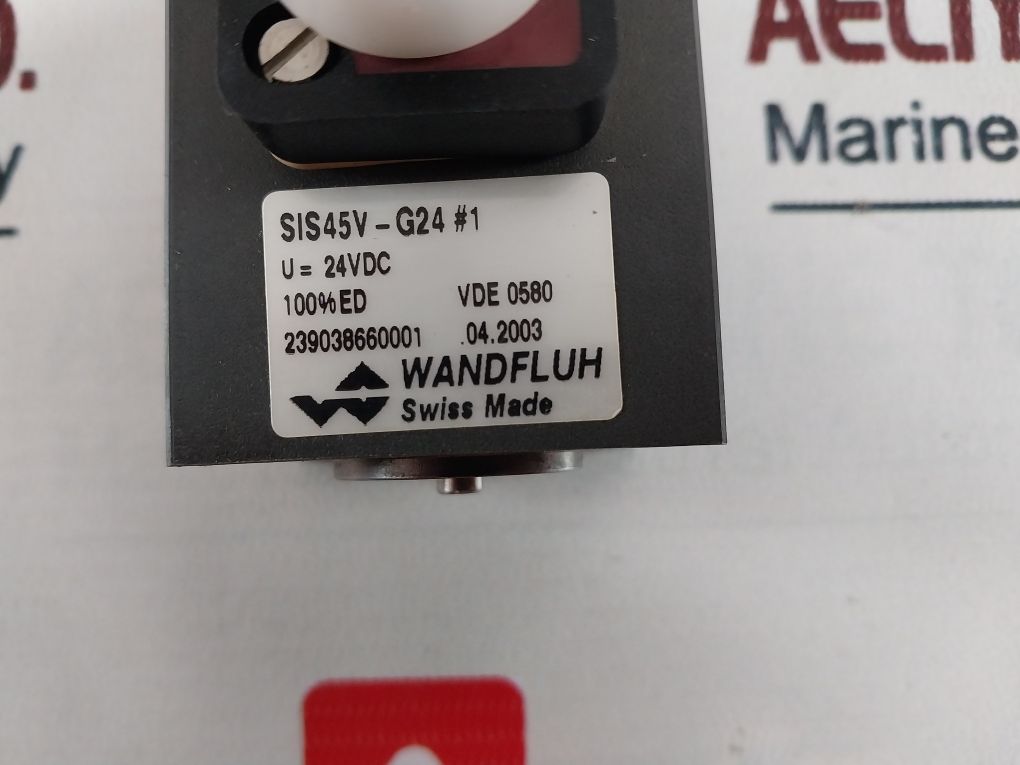 Marine
SIS45V – G24 #1
U = 24VDC
100% ED VDE 0580
239038660001 .04.2003
WANDFLUH
Swiss Made